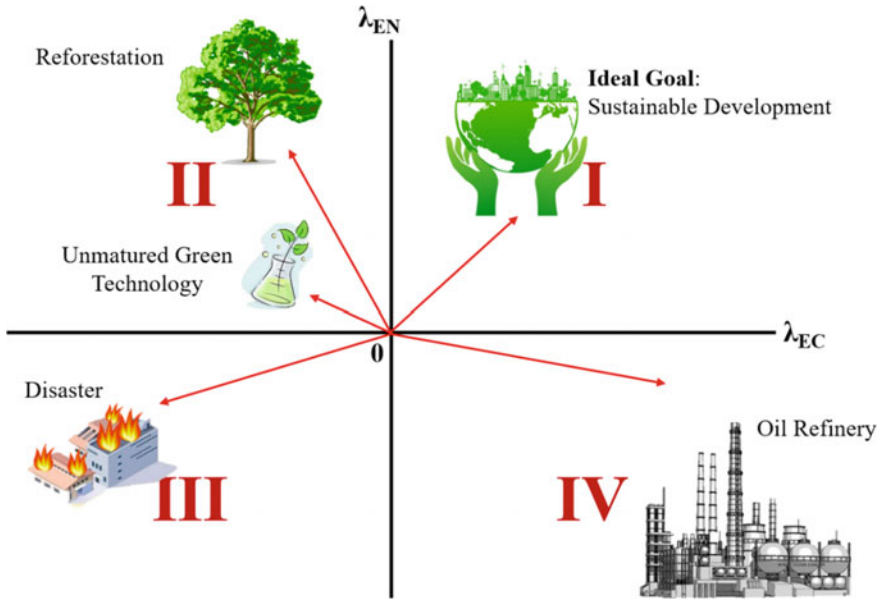 λEN
Reforestation
Ideal Goal:
Sustainable Development
II
I
Unmatured Green
Technology
0
λEC
Disaster
Oil Refinery
III
IV